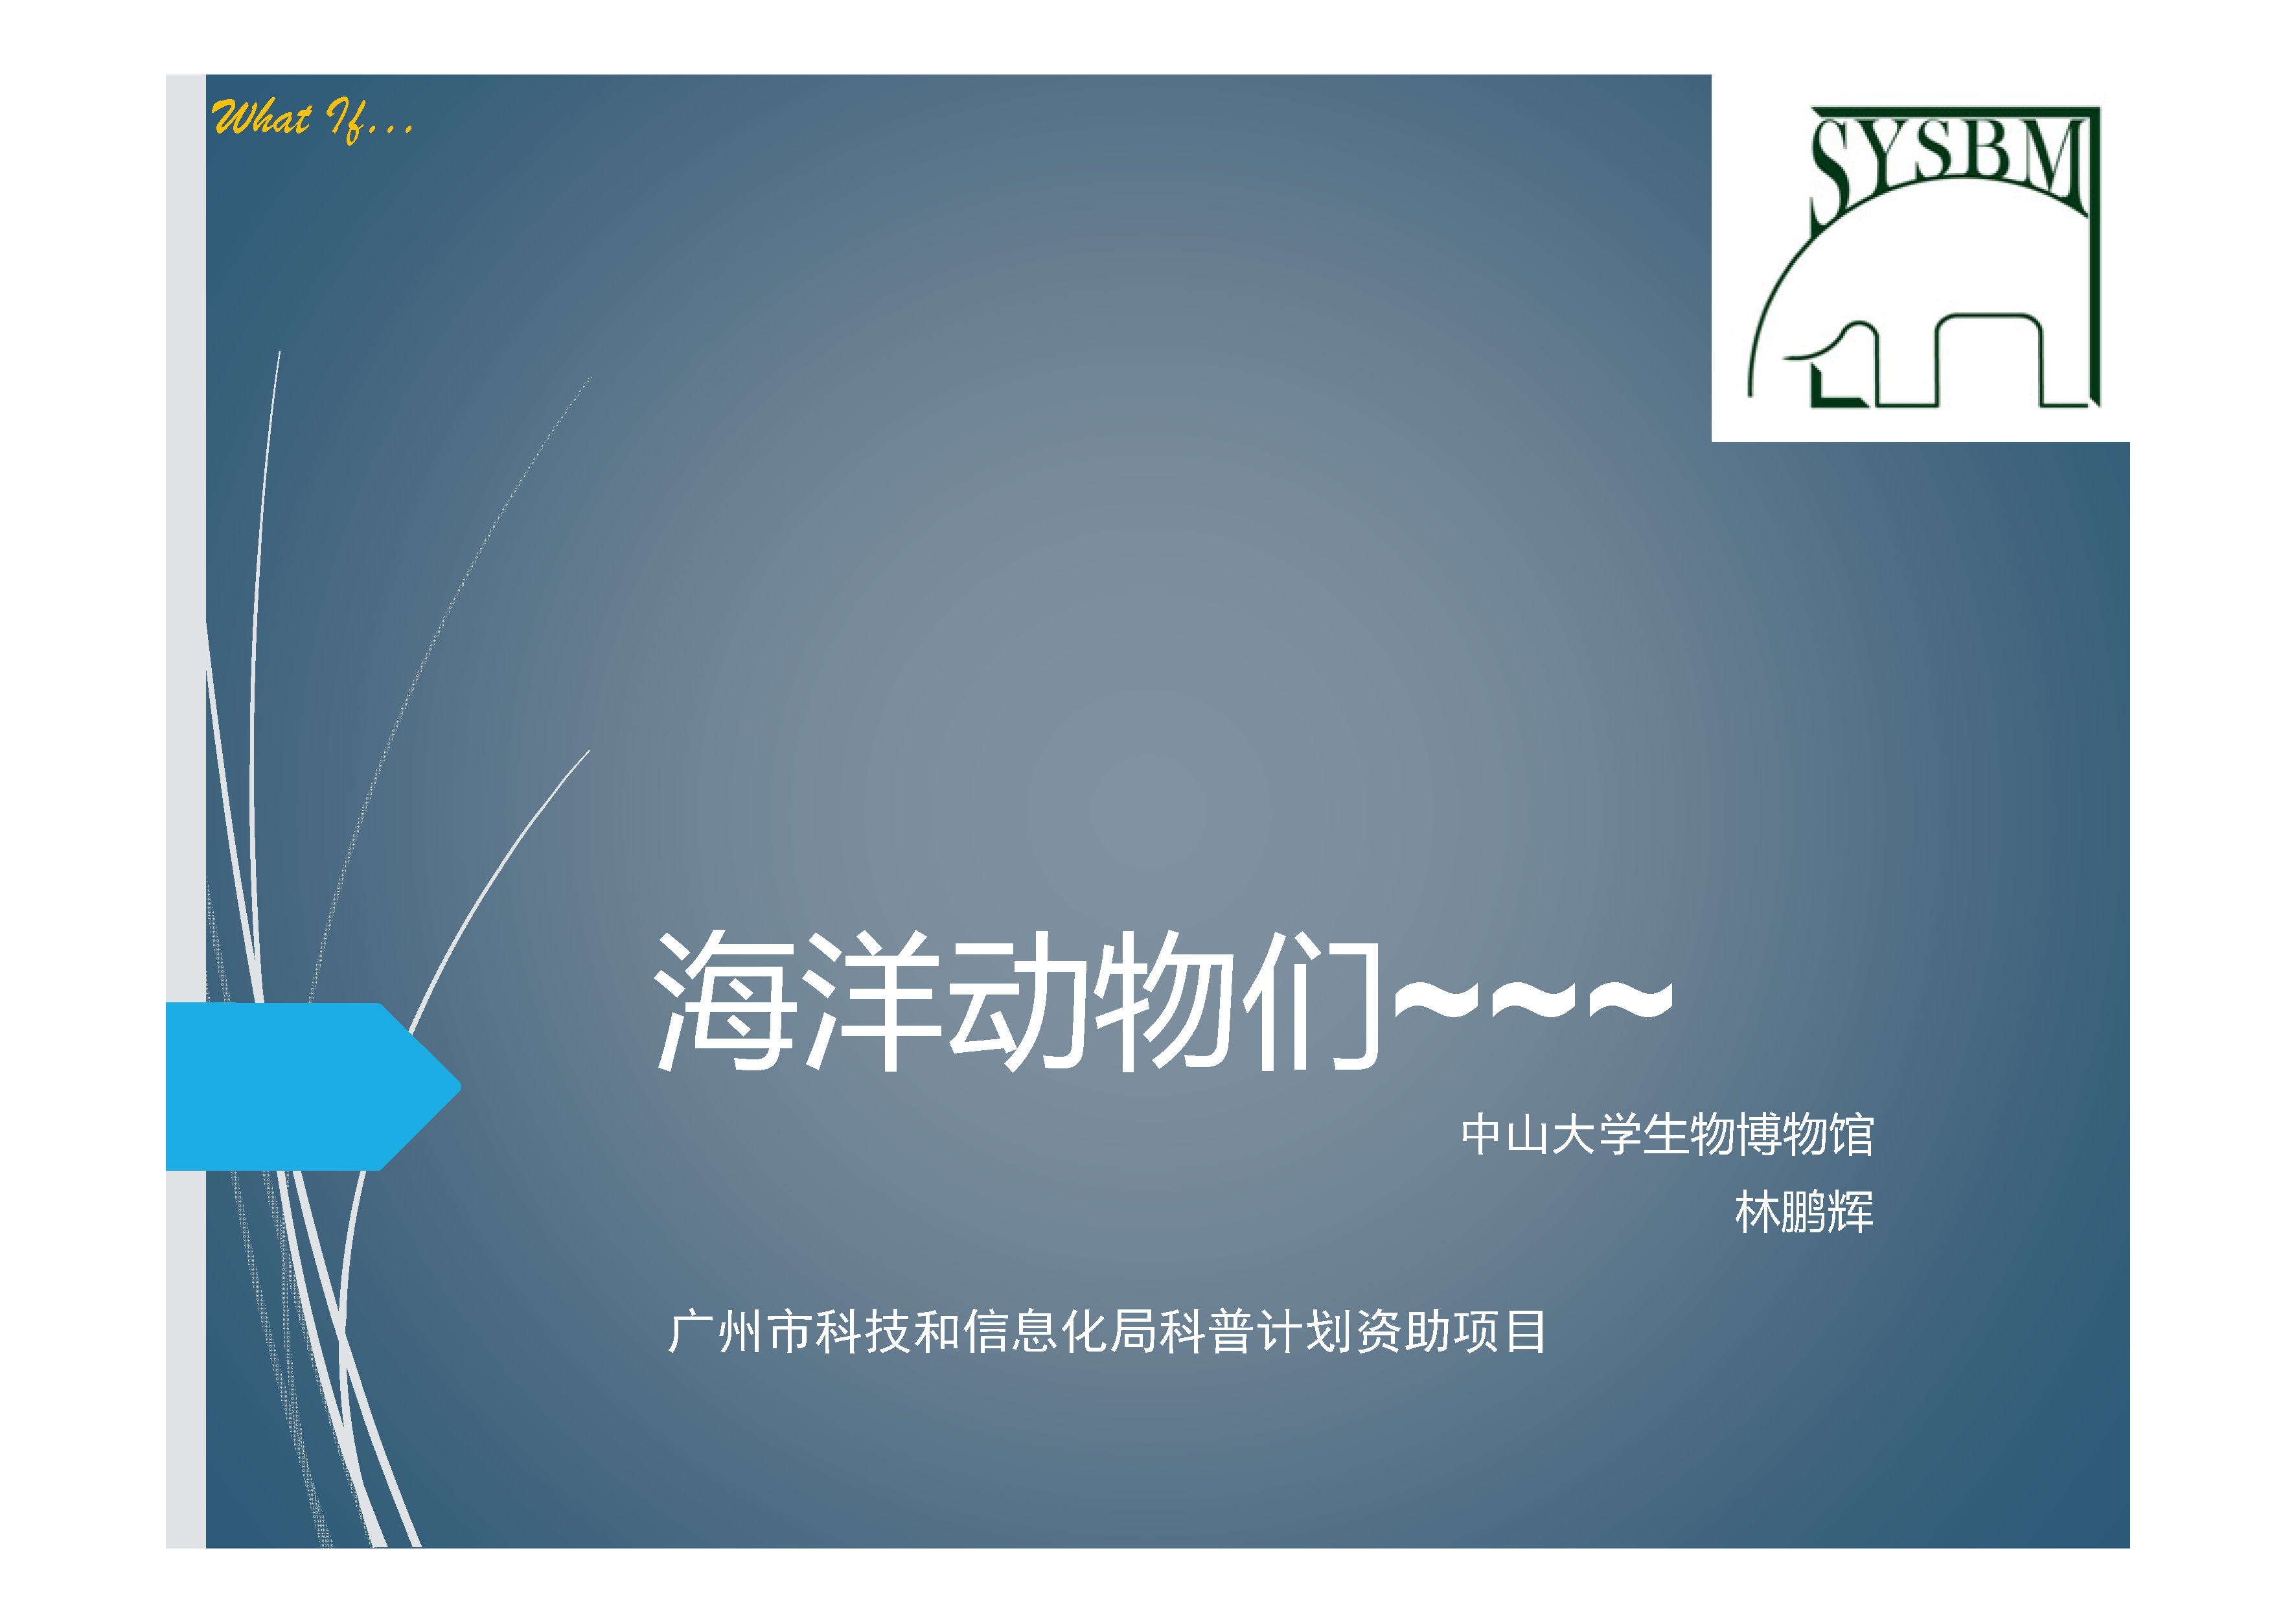 What If...
SYSBM
海洋动物们~~~
中山大学生物博物馆
林鹏辉
广州市科技和信息化局科普计划资助项目